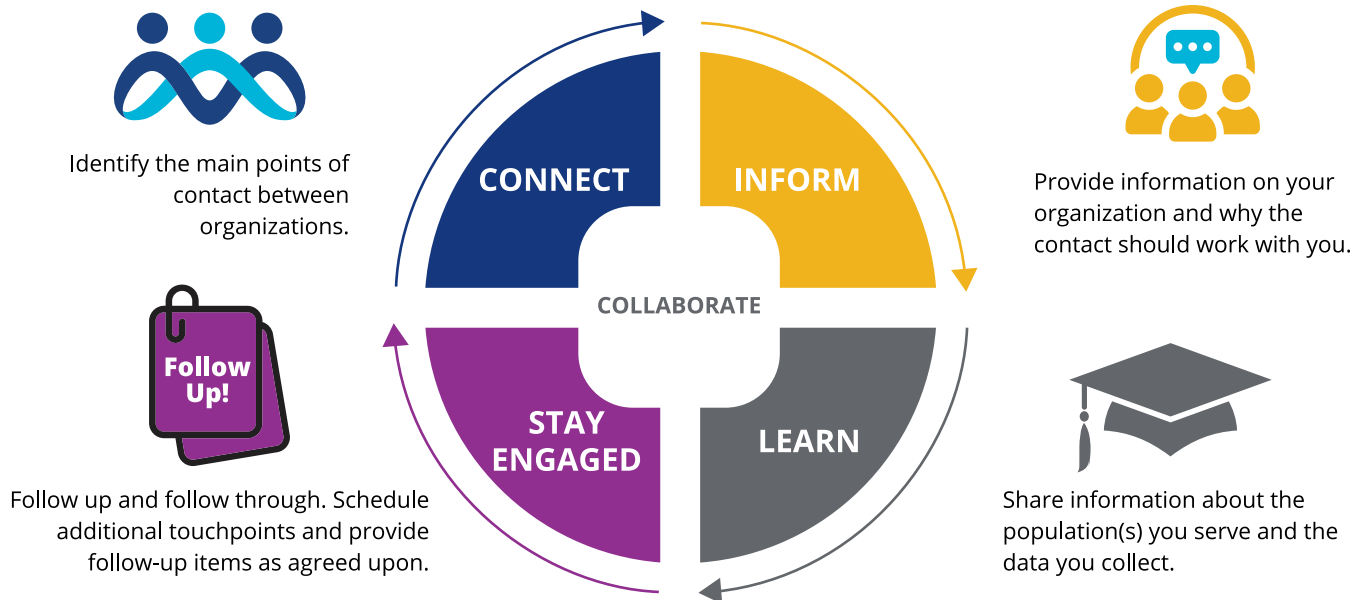 Identify the main points of
contact between
organizations.
CONNECT
INFORM
Provide information on your
organization and why the
contact should work with you.
COLLABORATE
Follow
Up!
Follow up and follow through. Schedule
additional touchpoints and provide
follow-up items as agreed upon.
STAY
ENGAGED
LEARN
Share information about the
population(s) you serve and the
data you collect.